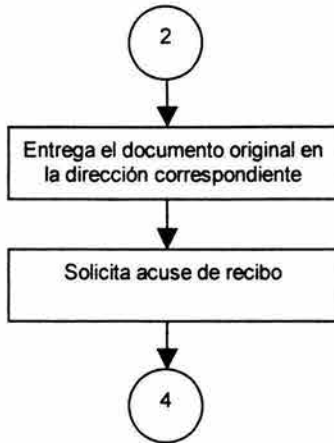 2
Entrega el documento original en
la dirección correspondiente
Solicita acuse de recibo
4